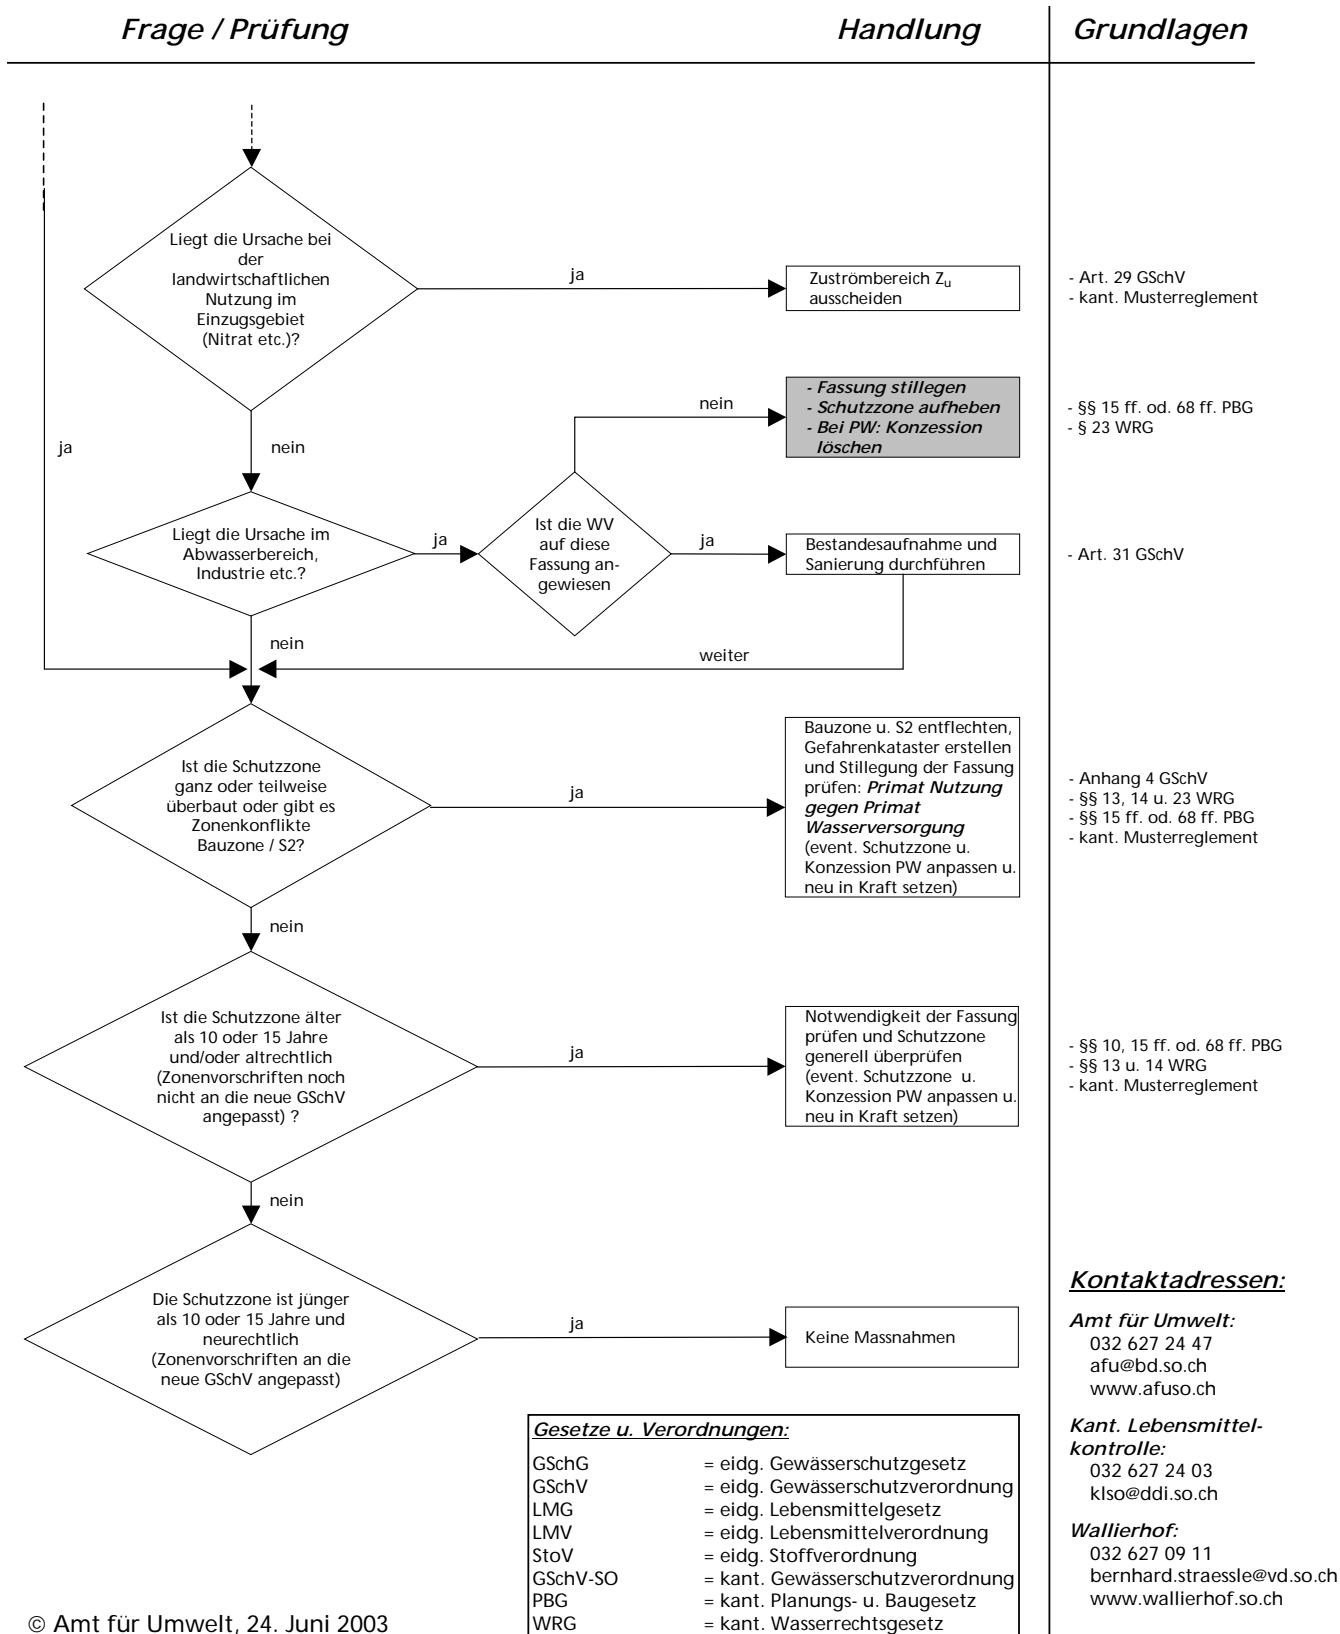 Frage / Prüfung
Handlung
Grundlagen
Liegt die Ursache bei
der
landwirtschaftlichen
Nutzung im
Einzugsgebiet
(Nitrat etc.)?
ja
Zuströmbereich Zu
ausscheiden
- Art. 29 GSchV
- kant. Musterreglement
nein
- Fassung stillegen
- Schutzzone aufheben
- Bei PW: Konzession
löschen
- §§ 15 ff. od. 68 ff. PBG
- § 23 WRG
ja
nein
Liegt die Ursache im
Abwasserbereich,
Industrie etc.?
ja
Ist die WV
auf diese
Fassung an-
gewiesen
ja
Bestandesaufnahme und
Sanierung durchführen
- Art. 31 GSchV
nein
weiter
Ist die Schutzzone
ganz oder teilweise
überbaut oder gibt es
Zonenkonflikte
Bauzone / S2?
ja
Bauzone u. S2 entflechten,
Gefahrenkataster erstellen
und Stillegung der Fassung
prüfen: Primat Nutzung
gegen Primat
Wasserversorgung
(event. Schutzzone u.
Konzession PW anpassen u.
neu in Kraft setzen)
- Anhang 4 GSchV
- §§ 13, 14 u. 23 WRG
- §§ 15 ff. od. 68 ff. PBG
- kant. Musterreglement
nein
Ist die Schutzzone älter
als 10 oder 15 Jahre
und/oder altrechtlich
(Zonenvorschriften noch
nicht an die neue GSchV
angepasst) ?
ja
Notwendigkeit der Fassung
prüfen und Schutzzone
generell überprüfen
(event. Schutzzone u.
Konzession PW anpassen u.
neu in Kraft setzen)
- §§ 10, 15 ff. od. 68 ff. PBG
- §§ 13 u. 14 WRG
- kant. Musterreglement
nein
Die Schutzzone ist jünger
als 10 oder 15 Jahre und
neurechtlich
(Zonenvorschriften an die
neue GSchV angepasst)
ja
Keine Massnahmen
Kontaktadressen:
Amt für Umwelt:
032 627 24 47
afu@bd.so.ch
www.afuso.ch
Kant. Lebensmittel-
kontrolle:
032 627 24 03
klso@ddi.so.ch
Wallierhof:
032 627 09 11
bernhard.straessle@vd.so.ch
www.wallierhof.so.ch
Gesetze u. Verordnungen:
GSchG = eidg. Gewässerschutzgesetz
GSchV = eidg. Gewässerschutzverordnung
LMG = eidg. Lebensmittelgesetz
LMV = eidg. Lebensmittelverordnung
StoV = eidg. Stoffverordnung
GSchV-SO = kant. Gewässerschutzverordnung
PBG = kant. Planungs- u. Baugesetz
WRG = kant. Wasserrechtsgesetz
© Amt für Umwelt, 24. Juni 2003